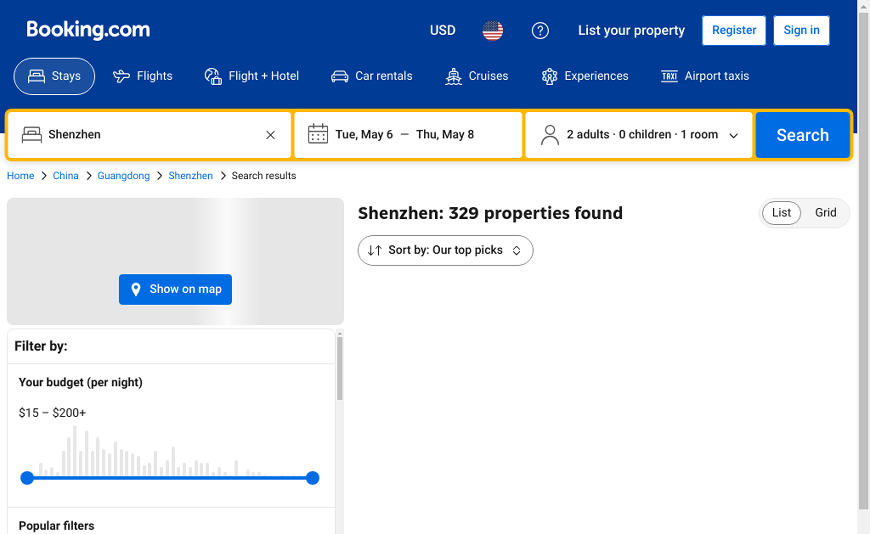 Booking.com
USD
List your property
Register
Sign in
Stays
Flights
Flight + Hotel
Car rentals
Cruises
Experiences
TAXI
Airport taxis
Shenzhen
Tue, May 6 — Thu, May 8
2 adults · 0 children · 1 room
Search
Home > China > Guangdong > Shenzhen > Search results
Shenzhen: 329 properties found
List
Grid
Sort by: Our top picks
Show on map
Filter by:
Your budget (per night)
$15 – $200+
Popular filters